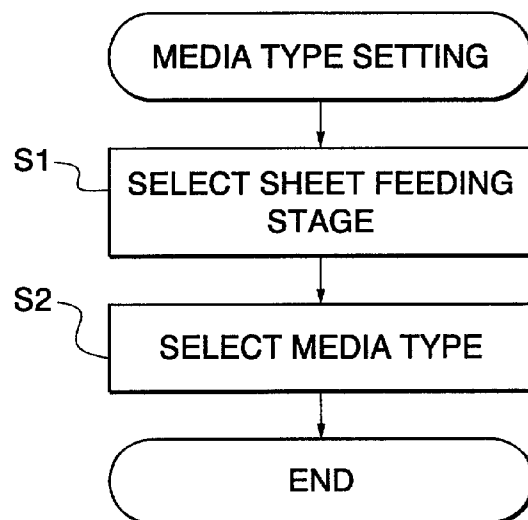 MEDIA TYPE SETTING
S1
SELECT SHEET FEEDING
STAGE
S2
SELECT MEDIA TYPE
END